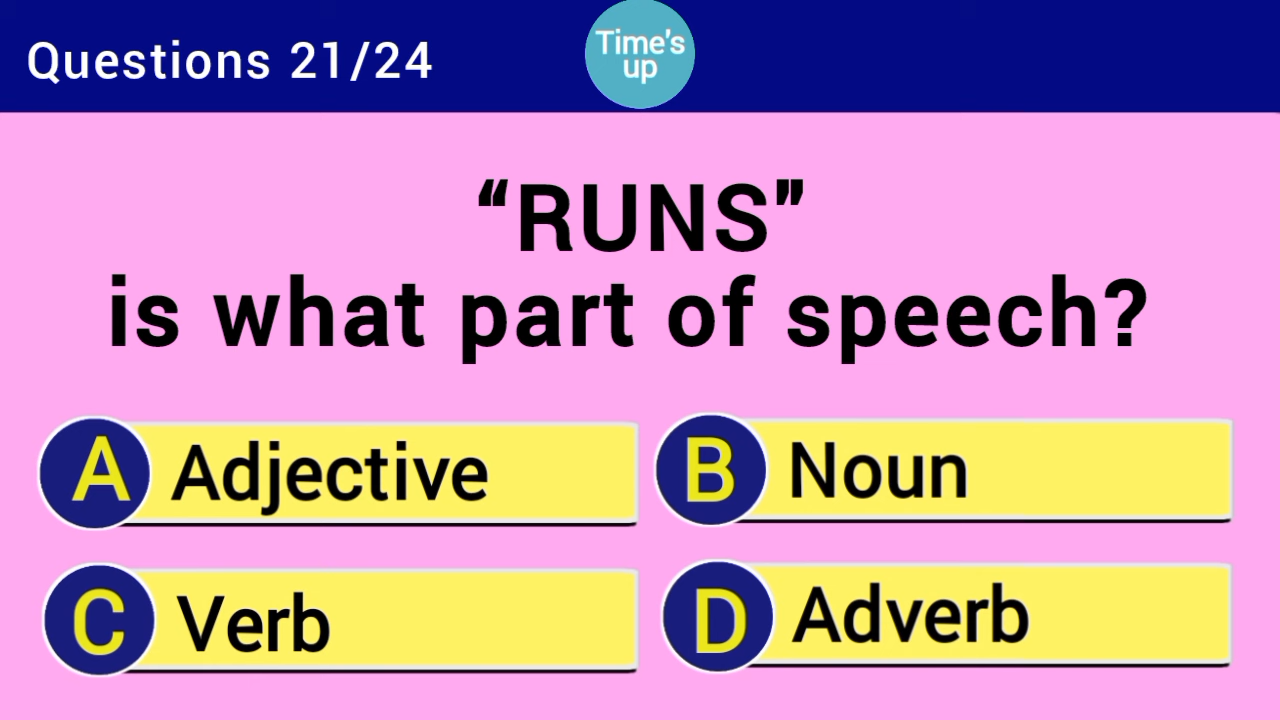 Questions 21/24
Time's
up
“RUNS”
is what part of speech?
A Adjective
B Noun
C Verb
D Adverb